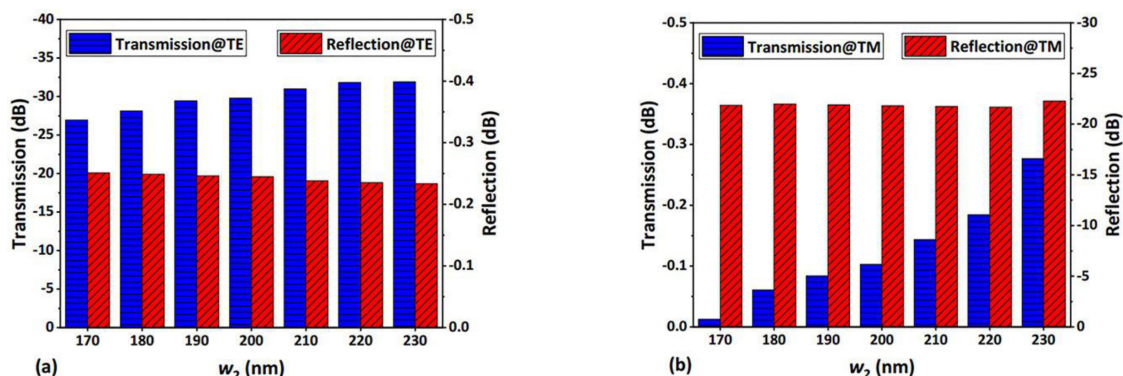 -40
-35
-30
-25
-20
-15
-10
-5
0
Transmission (dB)
Transmission@TE
Reflection@TE
-0.5
-0.4
-0.3
-0.2
-0.1
0.0
Reflection (dB)
170 180 190 200 210 220 230
(a)
w2 (nm)
-0.5
-0.4
-0.3
-0.2
-0.1
0.0
Transmission (dB)
Transmission@TM
Reflection@TM
-30
-25
-20
-15
-10
-5
0
Reflection (dB)
170 180 190 200 210 220 230
(b)
w2 (nm)